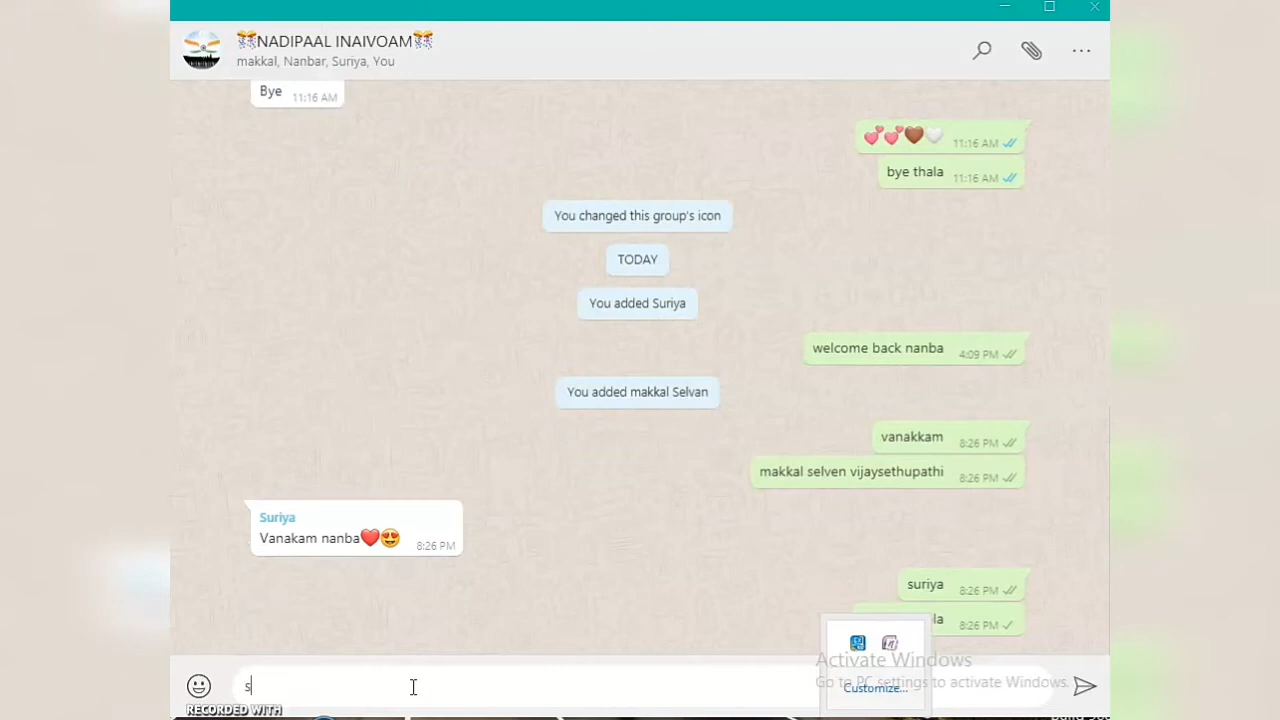 NADIPAAL INAIVOAM
makkal, Nanbar, Suriya, You
Bye 11:16 AM
11:16 AM
bye thala 11:16 AM
You changed this group's icon
TODAY
You added Suriya
welcome back nanba 4:09 PM
You added makkal Selvan
vanakkam 8:26 PM
makkal selven vijaysethupathi 8:26 PM
Suriya
Vanakam nanba❤️😍 8:26 PM
suriya 8:26 PM
la 8:26 PM
Activate Windows
Go to PC settings to activate Windows.
Customize...
s
RECORDED WITH